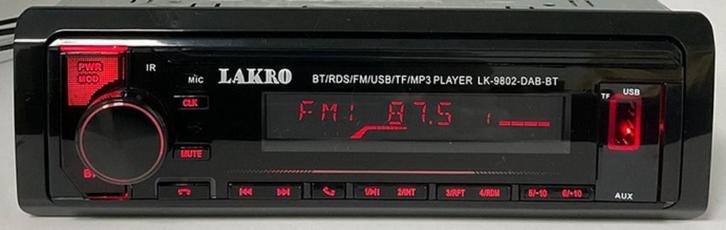 PWR
MOD
IR
MIC
LAKRO
BT/RDS/FM/USB/TF/MP3 PLAYER LK-9802-DAB-BT
TF
USB
CLK
FM1 87.5 1
MUTE
AUX
1/
2/INT
3/RPT
4/RDM
5/-10
6/+10